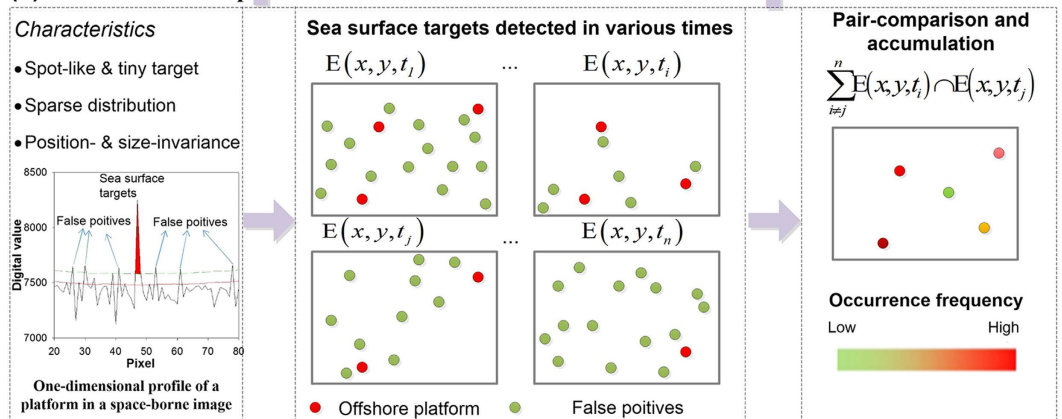 Characteristics
•Spot-like & tiny target
•Sparse distribution
•Position- & size-invariance
8500
8000
7500
7000
Digital value
Sea surface
targets
False poitives
False poitives
20 30 40 50 60 70 80
Pixel
One-dimensional profile of a
platform in a space-borne image
Sea surface targets detected in various times
E(x,y,t₁) ... E(x,y,tᵢ)
E(x,y,tⱼ) ... E(x,y,tₙ)
Offshore platform False poitives
Pair-comparison and
accumulation
n
∑E(x,y,tᵢ)∩E(x,y,tⱼ)
i≠j
Occurrence frequency
Low High